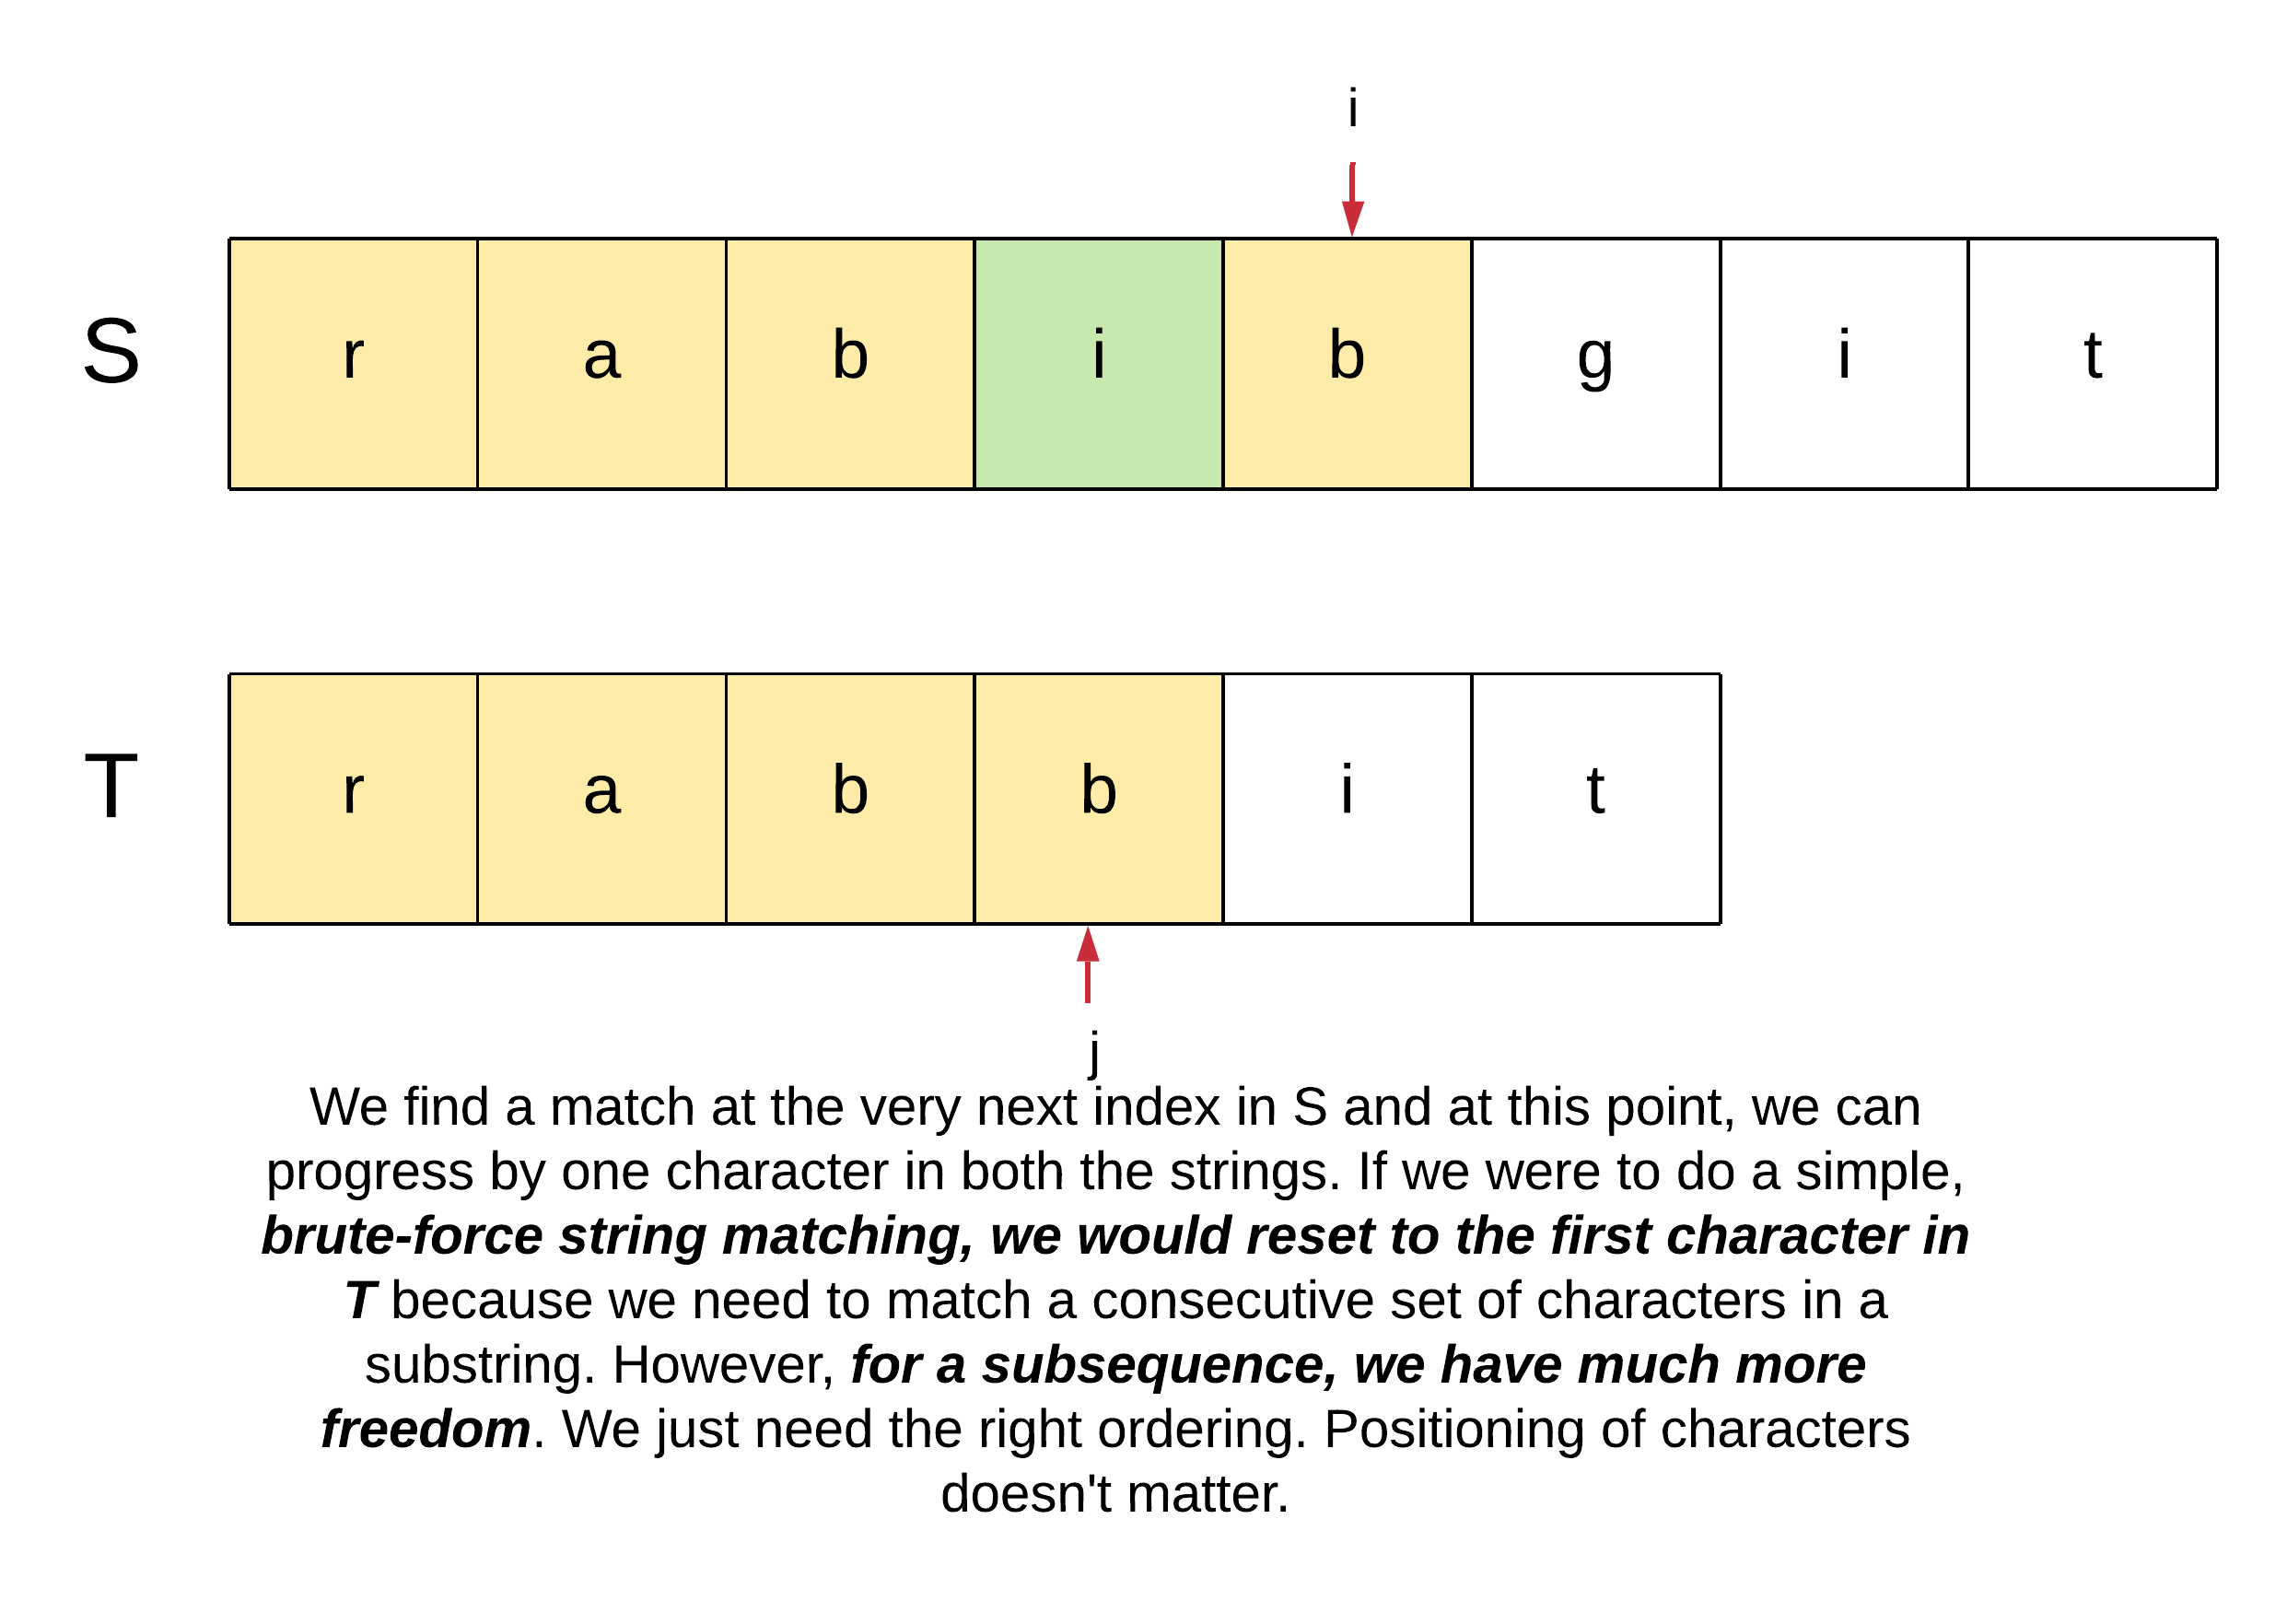 i
S r a b i b g i t
T r a b b i t
j
We find a match at the very next index in S and at this point, we can
progress by one character in both the strings. If we were to do a simple,
brute-force string matching, we would reset to the first character in
T because we need to match a consecutive set of characters in a
substring. However, for a subsequence, we have much more
freedom. We just need the right ordering. Positioning of characters
doesn't matter.